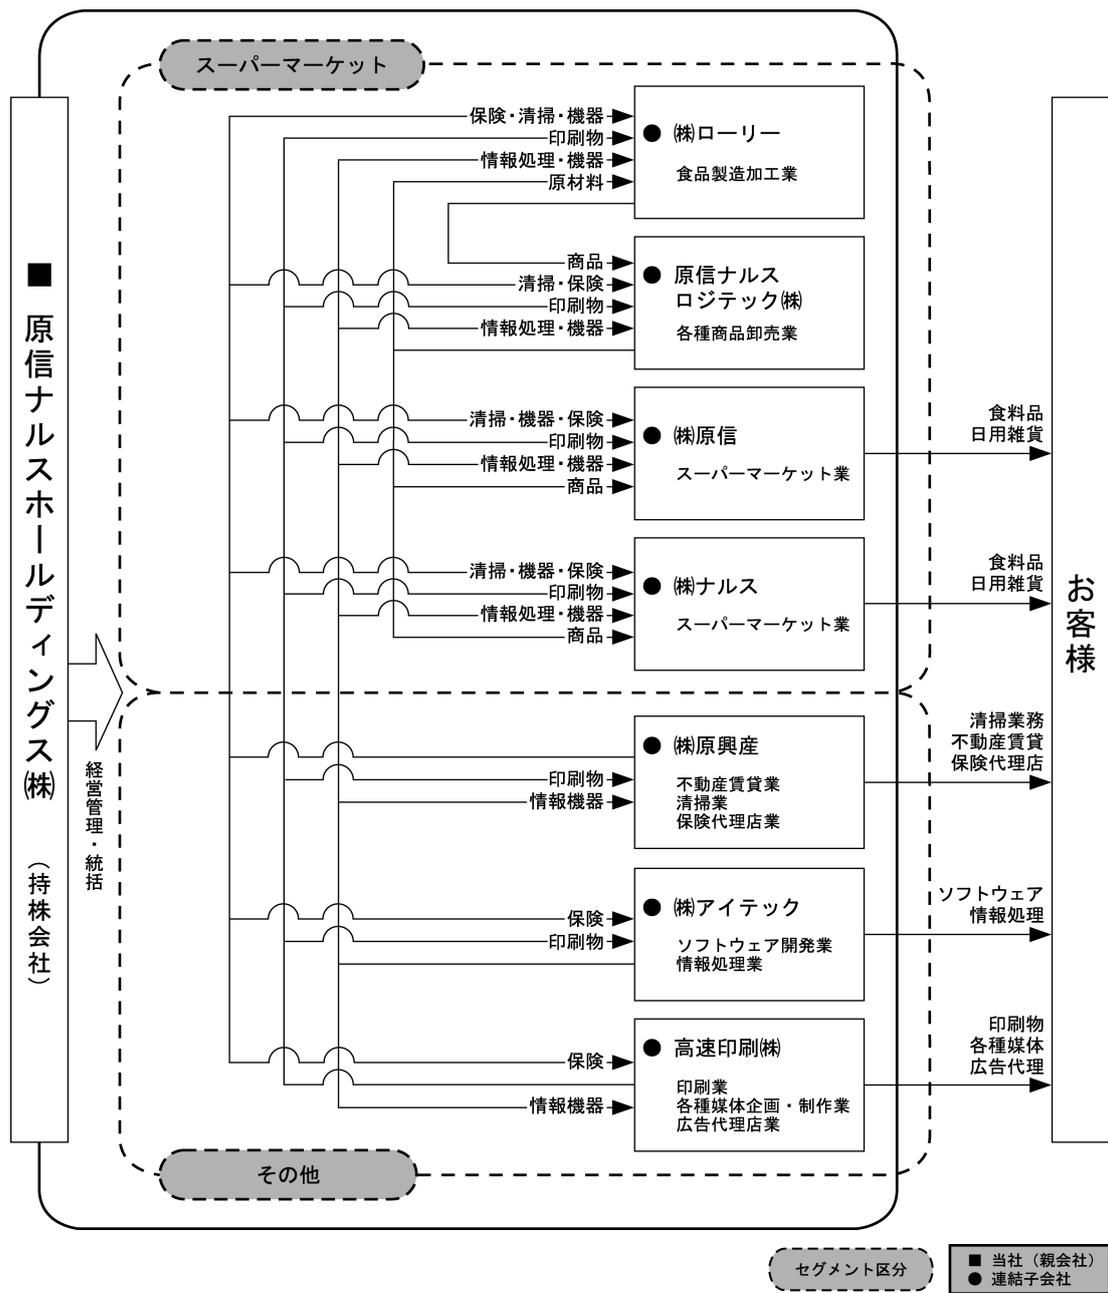 スーパーマーケット
■ 原信ナルスホールディングス㈱ (持株会社)
経営管理・統括
保険・清掃・機器
印刷物
情報処理・機器
原材料
● ㈱ローリー
食品製造加工業
商品
清掃・保険
印刷物
情報処理・機器
● 原信ナルス
ロジテック㈱
各種商品卸売業
清掃・機器・保険
印刷物
情報処理・機器
商品
● ㈱原信
スーパーマーケット業
食料品
日用雑貨
清掃・機器・保険
印刷物
情報処理・機器
商品
● ㈱ナルス
スーパーマーケット業
食料品
日用雑貨
お客様
印刷物
情報機器
● ㈱原興産
不動産賃貸業
清掃業
保険代理店業
清掃業務
不動産賃貸
保険代理店
保険
印刷物
● ㈱アイテック
ソフトウェア開発業
情報処理業
ソフトウェア
情報処理
保険
情報機器
● 高速印刷㈱
印刷業
各種媒体企画・制作業
広告代理店業
印刷物
各種媒体
広告代理
その他
セグメント区分
■ 当社(親会社)
● 連結子会社